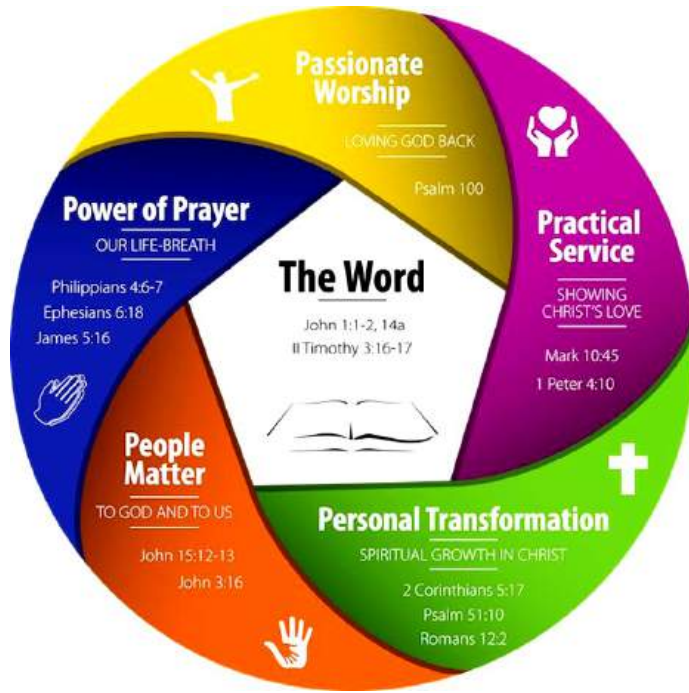 Passionate
Worship
LOVING GOD BACK
Psalm 100
Practical
Service
SHOWING
CHRIST'S LOVE
Mark 10:45
1 Peter 4:10
Personal Transformation
SPIRITUAL GROWTH IN CHRIST
2 Corinthians 5:17
Psalm 51:10
Romans 12:2
People
Matter
TO GOD AND TO US
John 15:12-13
John 3:16
Power of Prayer
OUR LIFE-BREATH
Philippians 4:6-7
Ephesians 6:18
James 5:16
The Word
John 1:1-2, 14a
II Timothy 3:16-17